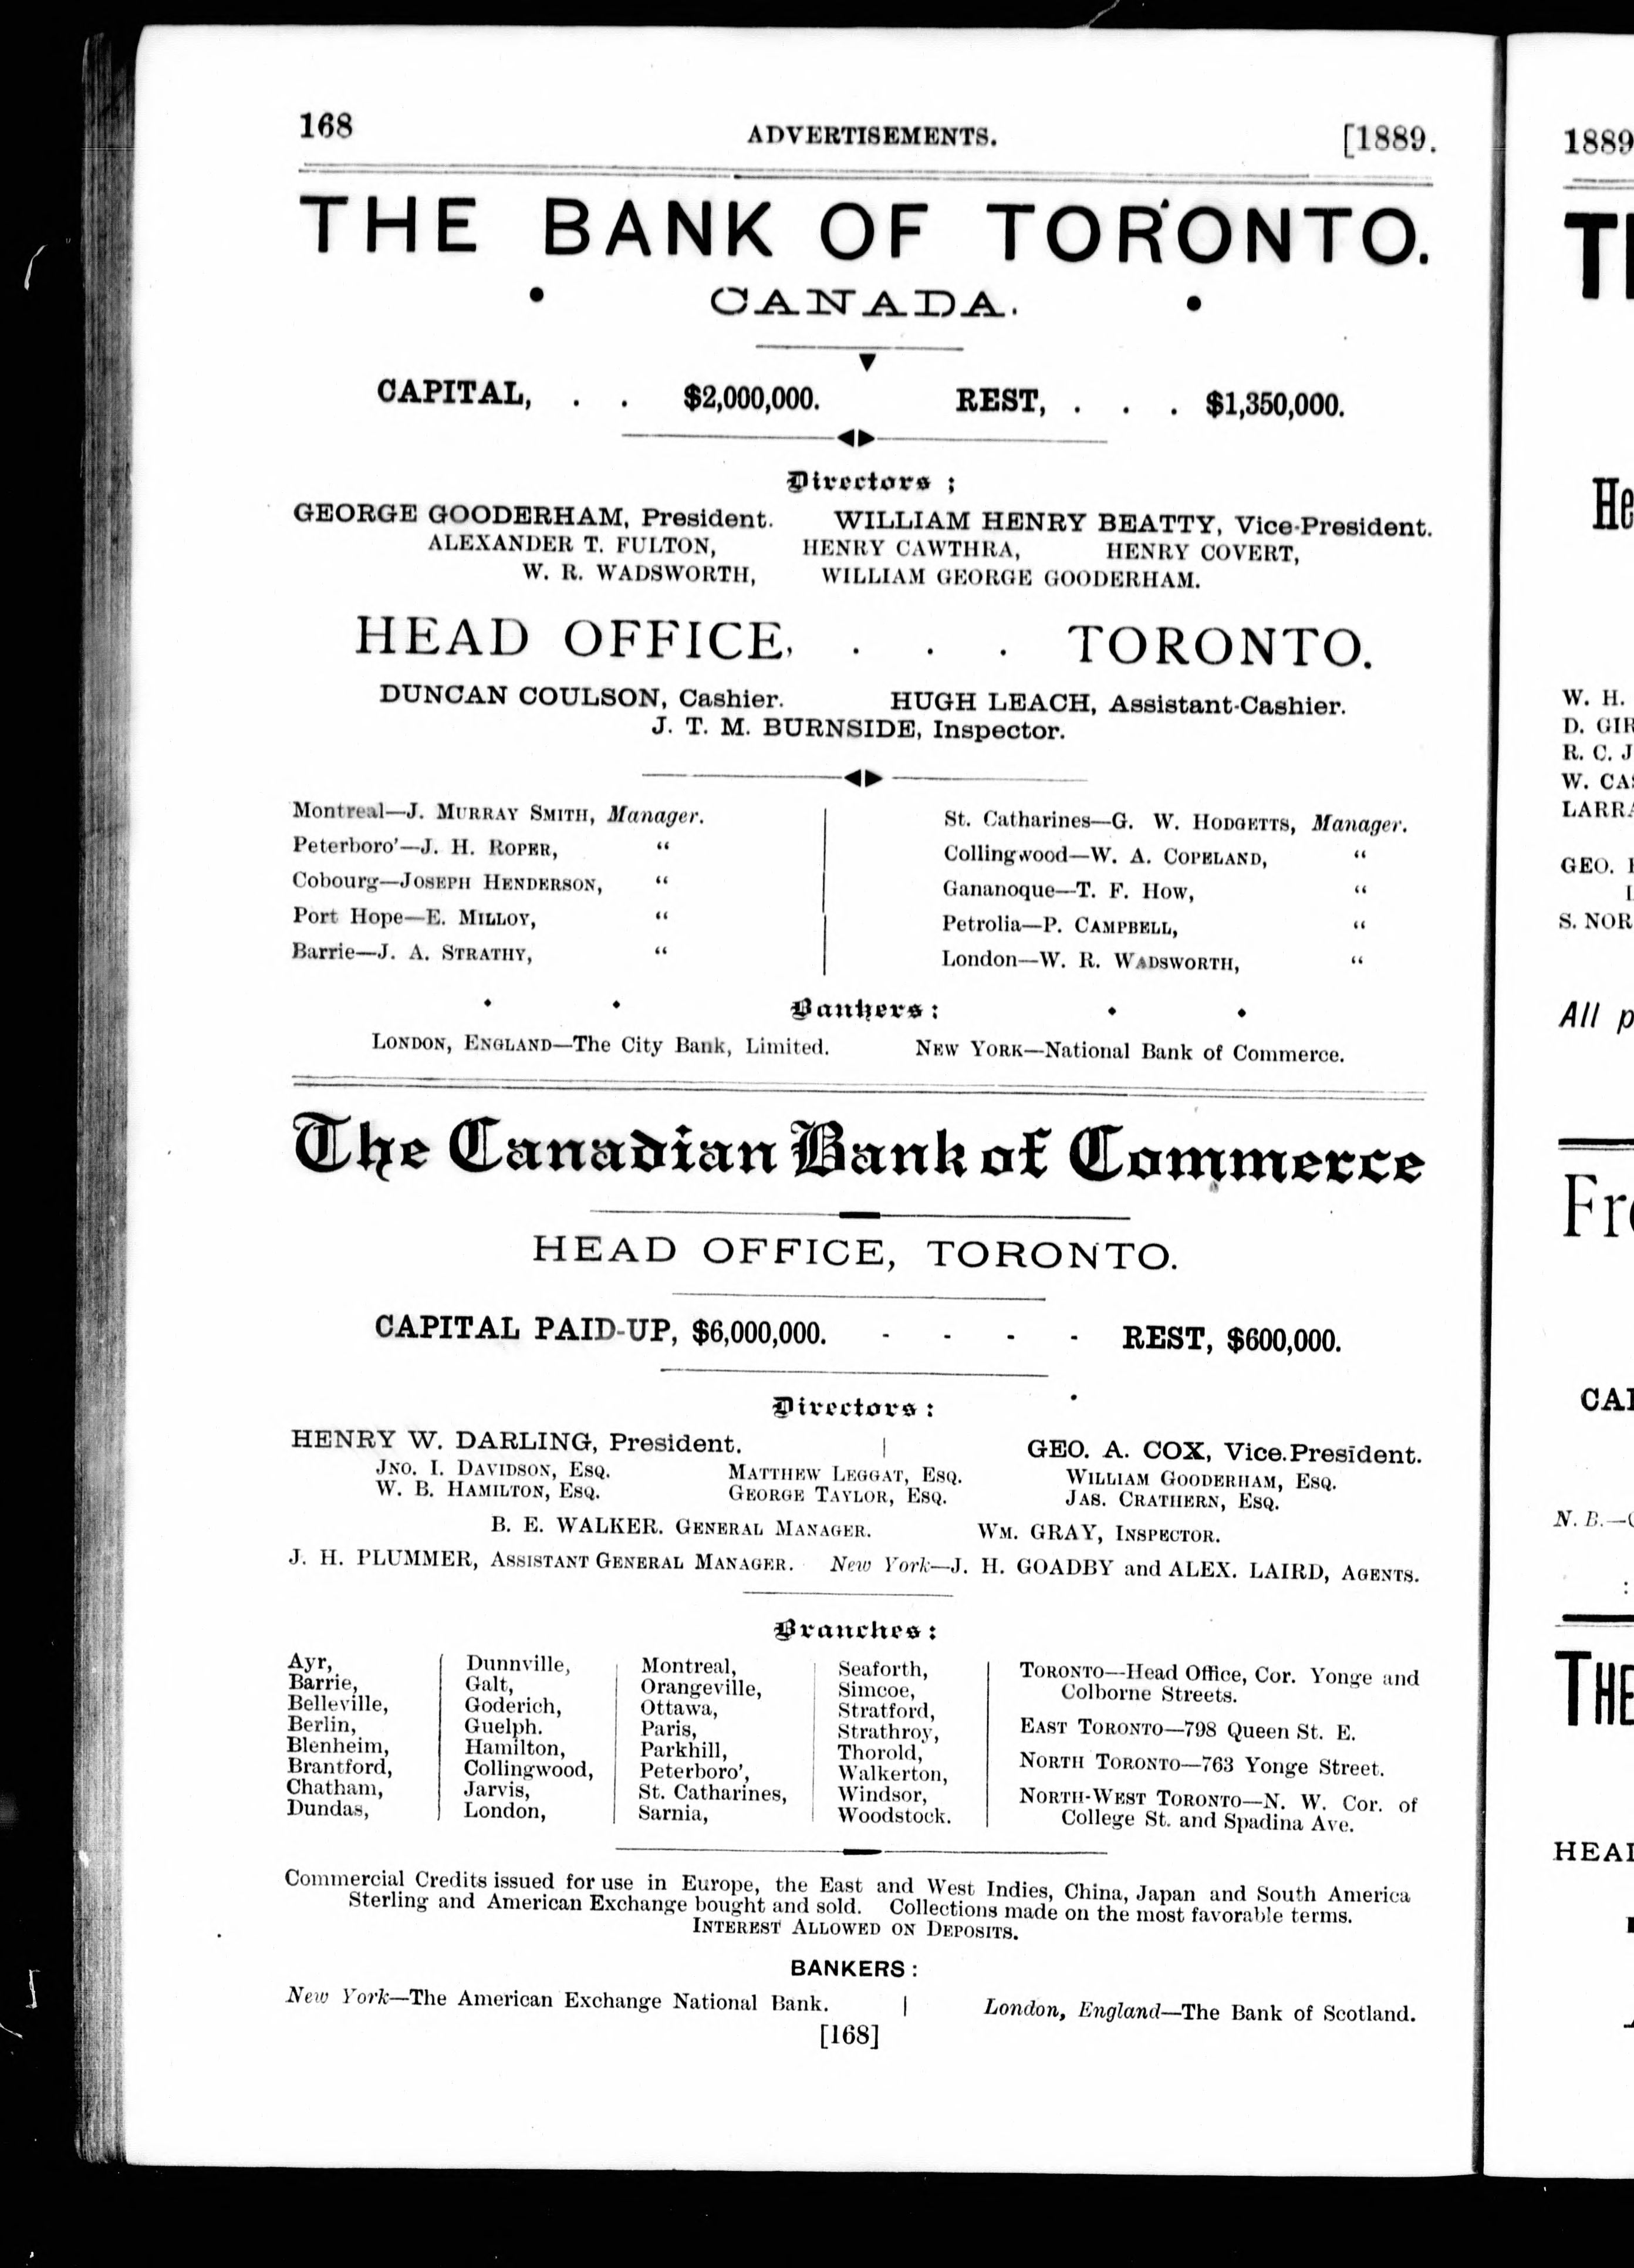 168 ADVERTISEMENTS. [1889.
THE BANK OF TORONTO.
CANADA.
CAPITAL, . . $2,000,000. REST, . . . $1,350,000.
Directors ;
GEORGE GOODERHAM, President. WILLIAM HENRY BEATTY, Vice-President.
ALEXANDER T. FULTON, HENRY CAWTHRA, HENRY COVERT,
W. R. WADSWORTH, WILLIAM GEORGE GOODERHAM.
HEAD OFFICE, . . . TORONTO.
DUNCAN COULSON, Cashier. HUGH LEACH, Assistant-Cashier.
J. T. M. BURNSIDE, Inspector.
Montreal—J. MURRAY SMITH, Manager.
Peterboro'—J. H. ROPER, “
Cobourg—JOSEPH HENDERSON, “
Port Hope—E. MILLOY, “
Barrie—J. A. STRATHY, “
St. Catharines—G. W. HODGETTS, Manager.
Collingwood—W. A. COPELAND, “
Gananoque—T. F. HOW, “
Petrolia—P. CAMPBELL, “
London—W. R. WADSWORTH, “
Bankers:
LONDON, ENGLAND—The City Bank, Limited. NEW YORK—National Bank of Commerce.
The Canadian Bank of Commerce
HEAD OFFICE, TORONTO.
CAPITAL PAID-UP, $6,000,000. - - - - REST, $600,000.
Directors:
HENRY W. DARLING, President. | GEO. A. COX, Vice.President.
JNO. I. DAVIDSON, ESQ. MATTHEW LEGGAT, ESQ. WILLIAM GOODERHAM, ESQ.
W. B. HAMILTON, ESQ. GEORGE TAYLOR, ESQ. JAS. CRATHERN, ESQ.
B. E. WALKER. GENERAL MANAGER. WM. GRAY, INSPECTOR.
J. H. PLUMMER, ASSISTANT GENERAL MANAGER. New York—J. H. GOADBY and ALEX. LAIRD, AGENTS.
Branches:
Ayr,
Barrie,
Belleville,
Berlin,
Blenheim,
Brantford,
Chatham,
Dundas,
Dunnville,
Galt,
Goderich,
Guelph.
Hamilton,
Collingwood,
Jarvis,
London,
Montreal,
Orangeville,
Ottawa,
Paris,
Parkhill,
Peterboro',
St. Catharines,
Sarnia,
Seaforth,
Simcoe,
Stratford,
Strathroy,
Thorold,
Walkerton,
Windsor,
Woodstock.
TORONTO—Head Office, Cor. Yonge and
Colborne Streets.
EAST TORONTO—798 Queen St. E.
NORTH TORONTO—763 Yonge Street.
NORTH-WEST TORONTO—N. W. Cor. of
College St. and Spadina Ave.
Commercial Credits issued for use in Europe, the East and West Indies, China, Japan and South America
Sterling and American Exchange bought and sold. Collections made on the most favorable terms.
INTEREST ALLOWED ON DEPOSITS.
BANKERS :
New York—The American Exchange National Bank. | London, England—The Bank of Scotland.
[168]
1889
W. H.
R. C. J
GEO.
All
N. B.—